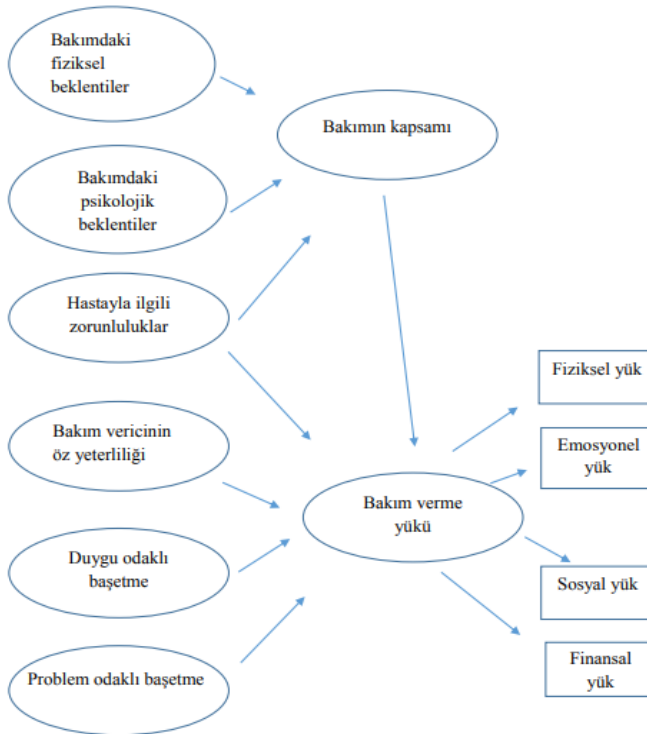 Bakımdaki
fiziksel
beklentiler
Bakımın kapsamı
Bakımdaki
psikolojik
beklentiler
Hastayla ilgili
zorunluluklar
Bakım vericinin
öz yeterliliği
Duygu odaklı
başetme
Problem odaklı başetme
Bakım verme
yükü
Fiziksel yük
Emosyonel
yük
Sosyal yük
Finansal
yük